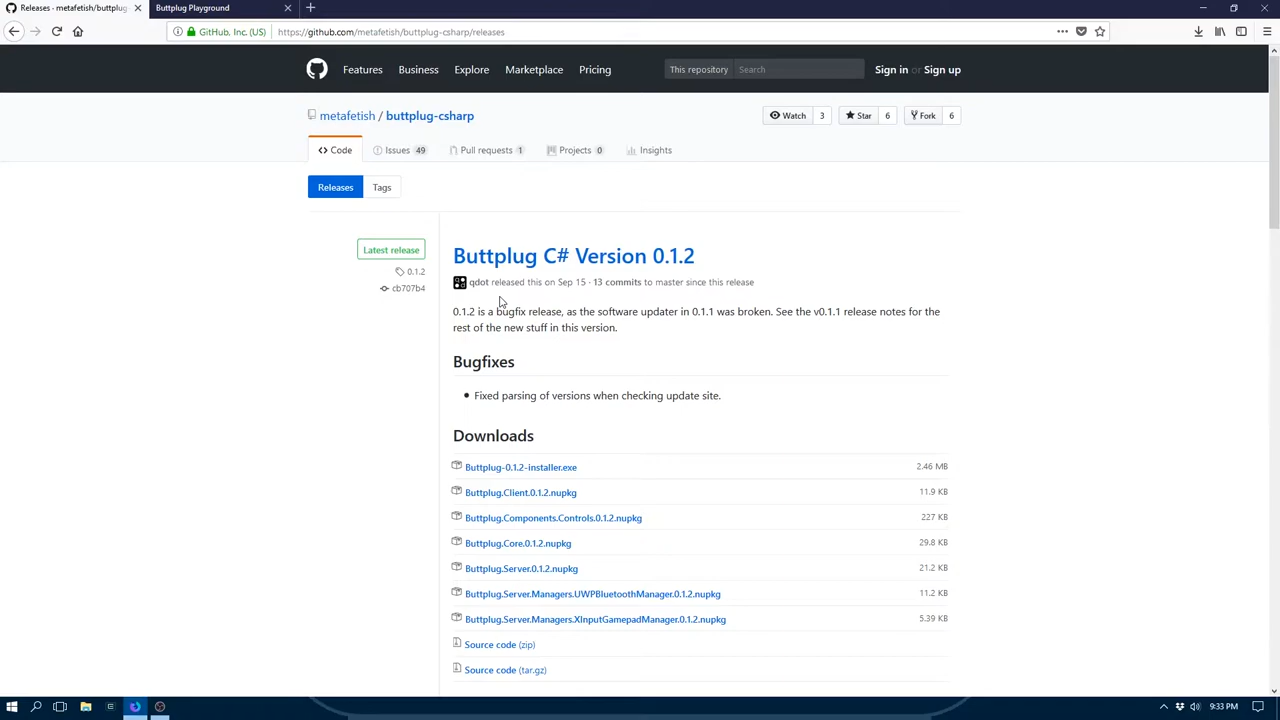 Releases - metafetish/buttplug-
Buttplug Playground
GitHub, Inc. (US)
https://github.com/metafetish/buttplug-csharp/releases
Features
Business
Explore
Marketplace
Pricing
This repository
Search
Sign in or Sign up
metafetish / buttplug-csharp
Watch 3
Star 6
Fork 6
Code
Issues 49
Pull requests 1
Projects 0
Insights
Releases
Tags
Latest release
0.1.2
cb707b4
Buttplug C# Version 0.1.2
qdot released this on Sep 15 · 13 commits to master since this release
0.1.2 is a bugfix release, as the software updater in 0.1.1 was broken. See the v0.1.1 release notes for the
rest of the new stuff in this version.
Bugfixes
Fixed parsing of versions when checking update site.
Downloads
Buttplug-0.1.2-installer.exe 2.46 MB
Buttplug.Client.0.1.2.nupkg 11.9 KB
Buttplug.Components.Controls.0.1.2.nupkg 227 KB
Buttplug.Core.0.1.2.nupkg 29.8 KB
Buttplug.Server.0.1.2.nupkg 21.2 KB
Buttplug.Server.Managers.UWPBluetoothManager.0.1.2.nupkg 11.2 KB
Buttplug.Server.Managers.XInputGamepadManager.0.1.2.nupkg 5.39 KB
Source code (zip)
Source code (tar.gz)
9:33 PM